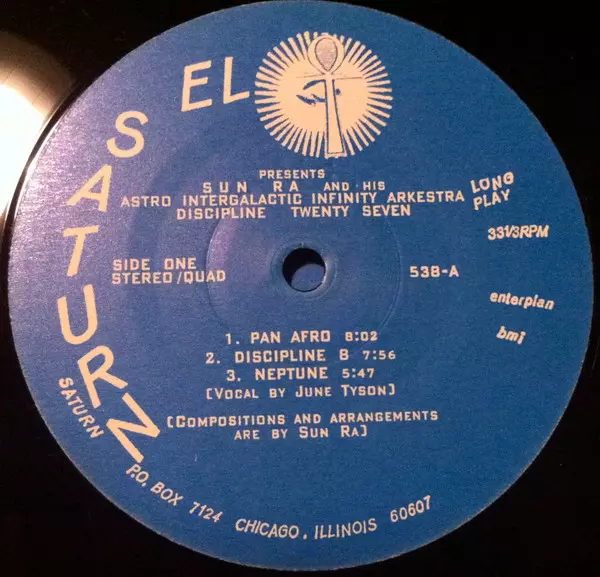 EL
SATURN
PRESENTS
SUN RA AND HIS
ASTRO INTERGALACTIC INFINITY ARKESTRA
DISCIPLINE TWENTY SEVEN
LONG
PLAY
33 1/3 RPM
SIDE ONE
STEREO/QUAD
538-A
enterplan
bmi
1. PAN AFRO 8:02
2. DISCIPLINE 8 7:56
3. NEPTUNE 5:47
[VOCAL BY JUNE TYSON]
[COMPOSITIONS AND ARRANGEMENTS
ARE BY SUN RA]
SATURN
P.O. BOX 7124 CHICAGO, ILLINOIS 60607